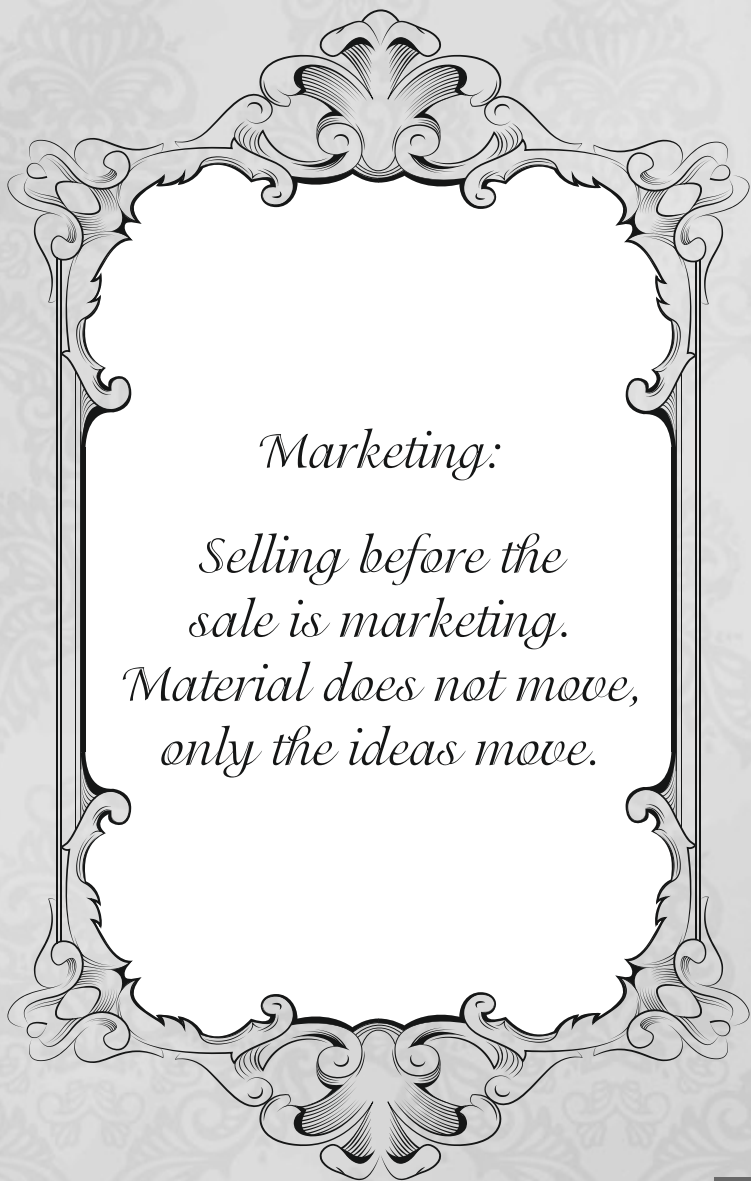 Marketing:
Selling before the
sale is marketing.
Material does not move,
only the ideas move.